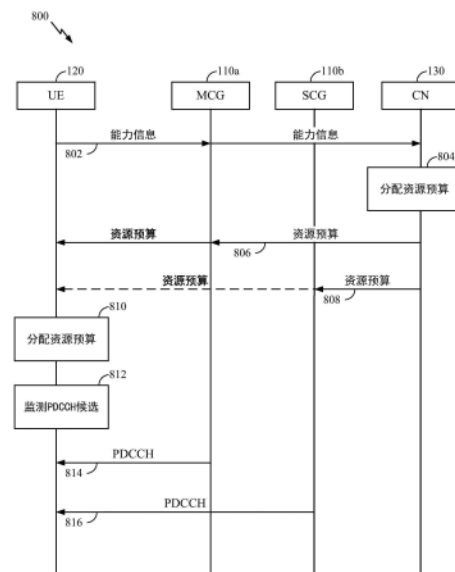 800
120
110a
110b
130
UE
MCG
SCG
CN
能力信息
能力信息
802
804
分配资源预算
资源预算
资源预算
806
资源预算
资源预算
808
810
分配资源预算
812
监测PDCCH候选
PDCCH
814
PDCCH
816